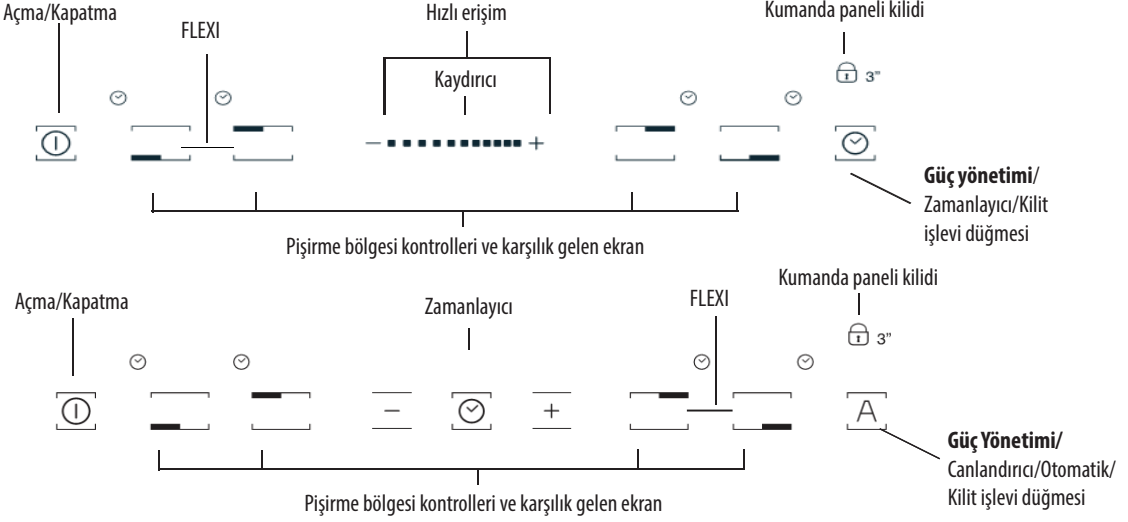 Açma/Kapatma
FLEXI
Hızlı erişim
Kaydırıcı
Kumanda paneli kilidi
3"
Güç yönetimi/
Zamanlayıcı/Kilit
işlevi düğmesi
Pişirme bölgesi kontrolleri ve karşılık gelen ekran
Açma/Kapatma
Zamanlayıcı
FLEXI
Kumanda paneli kilidi
3"
A
Güç Yönetimi/
Canlandırıcı/Otomatik/
Kilit işlevi düğmesi
Pişirme bölgesi kontrolleri ve karşılık gelen ekran